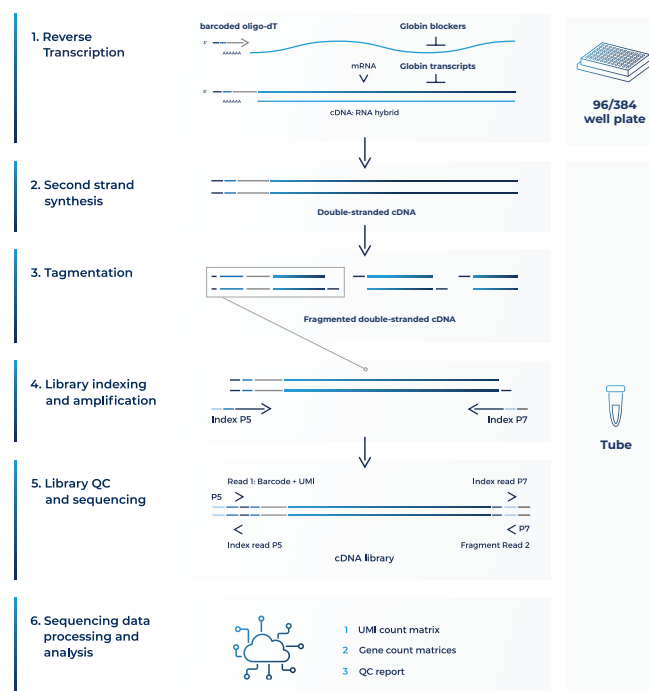 1. Reverse
Transcription
barcoded oligo-dT
3'
AAAAAA
Globin blockers
mRNA
Globin transcripts
3'
AAAAAA
cDNA: RNA hybrid
96/384
well plate
2. Second strand
synthesis
Double-stranded cDNA
3. Tagmentation
Fragmented double-stranded cDNA
4. Library indexing
and amplification
Index P5
Index P7
Tube
5. Library QC
and sequencing
Read 1: Barcode + UMI
Index read P7
P5
P7
Index read P5
Fragment Read 2
cDNA library
6. Sequencing data
processing and
analysis
1 UMI count matrix
2 Gene count matrices
3 QC report